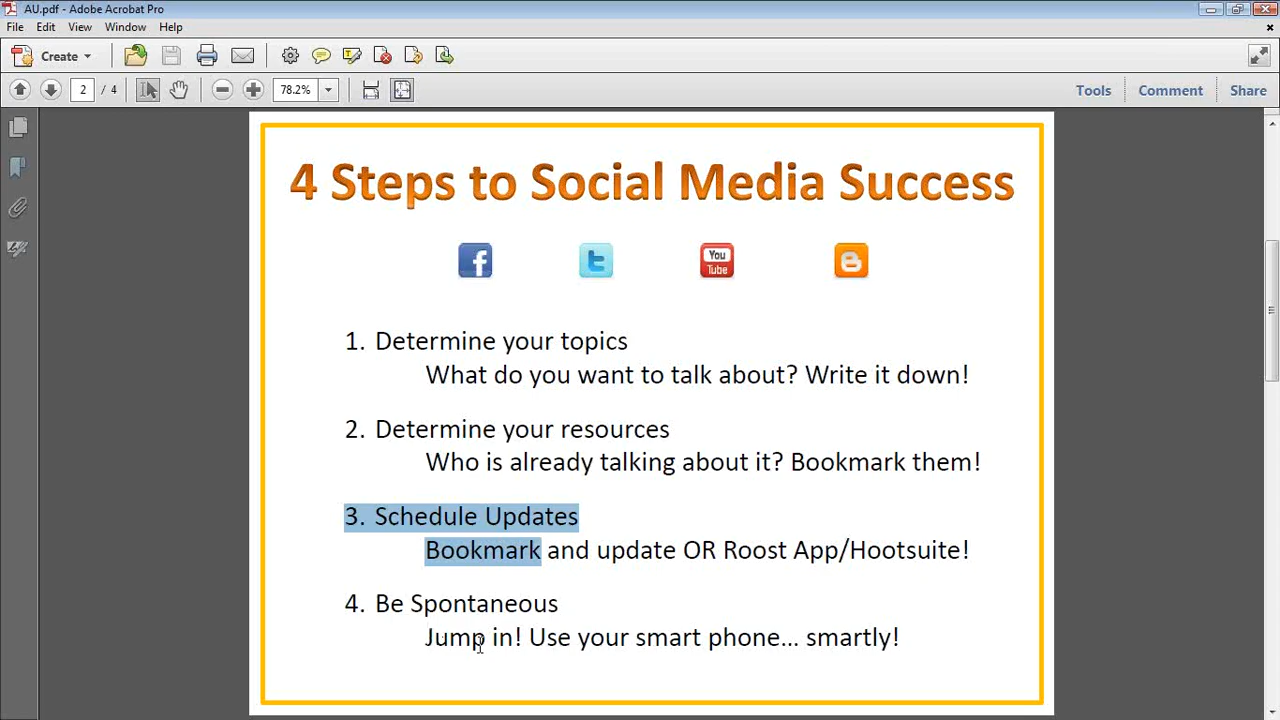 AU.pdf - Adobe Acrobat Pro
File Edit View Window Help
Create
2 / 4 78.2% Tools Comment Share
4 Steps to Social Media Success
f t You Tube B
1. Determine your topics
What do you want to talk about? Write it down!
2. Determine your resources
Who is already talking about it? Bookmark them!
3. Schedule Updates
Bookmark and update OR Roost App/Hootsuite!
4. Be Spontaneous
Jump in! Use your smart phone... smartly!